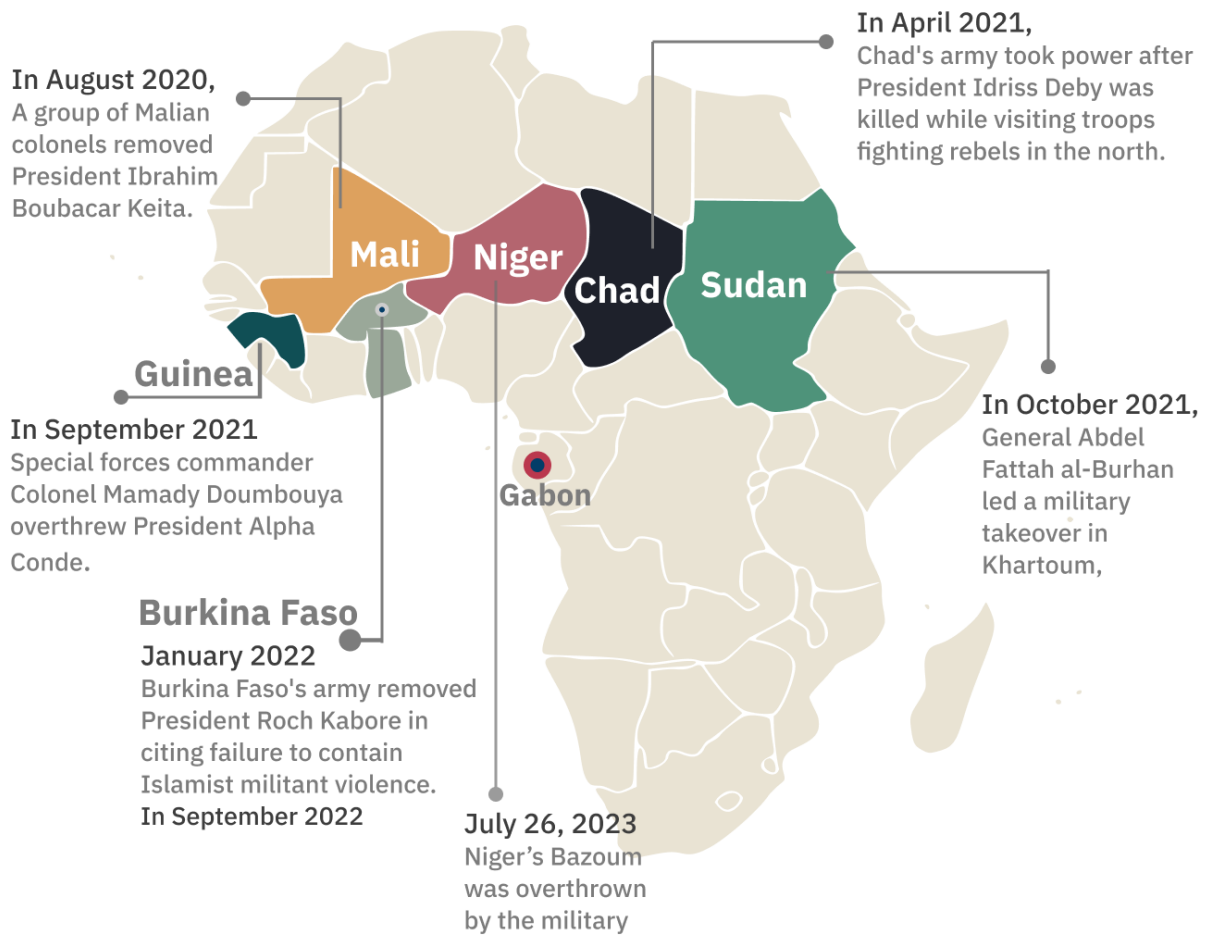 In April 2021,
Chad's army took power after
President Idriss Deby was
killed while visiting troops
fighting rebels in the north.
In August 2020,
A group of Malian
colonels removed
President Ibrahim
Boubacar Keita.
Mali
Niger
Chad
Sudan
Guinea
In September 2021
Special forces commander
Colonel Mamady Doumbouya
overthrew President Alpha
Conde.
In October 2021,
General Abdel
Fattah al-Burhan
led a military
takeover in
Khartoum,
Gabon
Burkina Faso
January 2022
Burkina Faso's army removed
President Roch Kabore in
citing failure to contain
Islamist militant violence.
In September 2022
July 26, 2023
Niger’s Bazoum
was overthrown
by the military